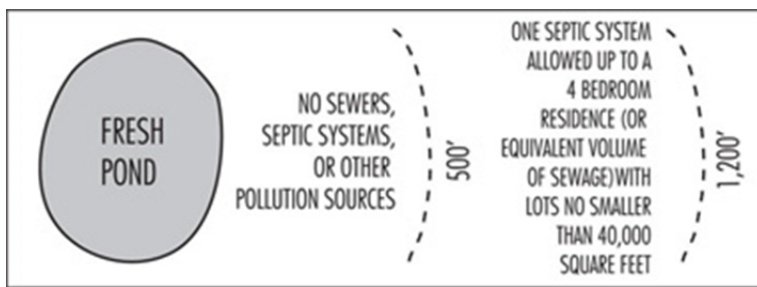 FRESH
POND
NO SEWERS,
SEPTIC SYSTEMS,
OR OTHER
POLLUTION SOURCES
500'
ONE SEPTIC SYSTEM
ALLOWED UP TO A
4 BEDROOM
RESIDENCE (OR
EQUIVALENT VOLUME
OF SEWAGE)WITH
LOTS NO SMALLER
THAN 40,000
SQUARE FEET
1,200'